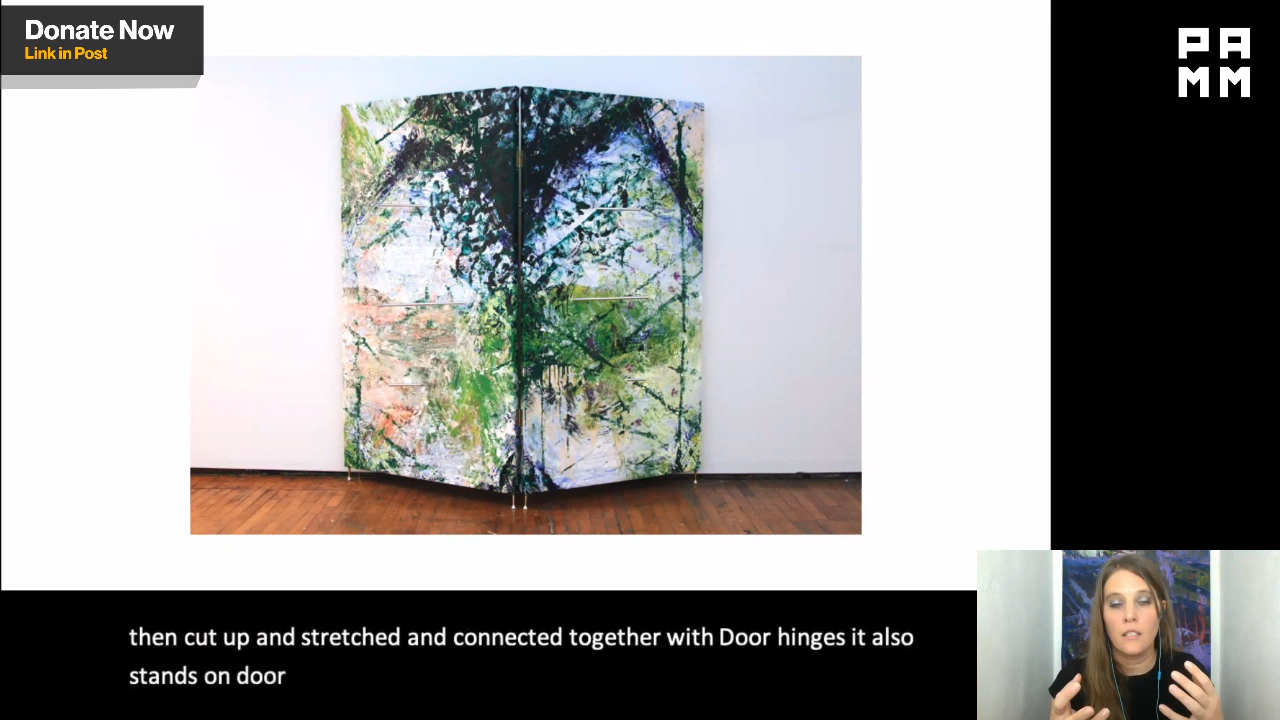 Donate Now
Link in Post
PA
MM
then cut up and stretched and connected together with Door hinges it also
stands on door